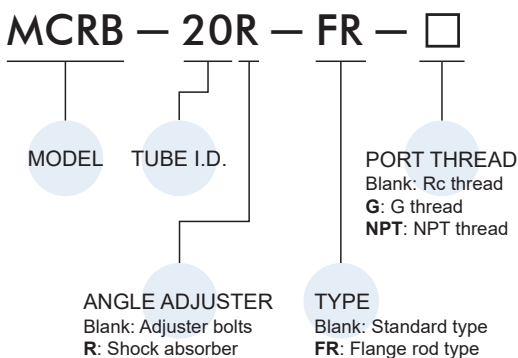 MCRB — 20R — FR — □
MODEL
TUBE I.D.
PORT THREAD
Blank: Rc thread
G: G thread
NPT: NPT thread
ANGLE ADJUSTER
Blank: Adjuster bolts
R: Shock absorber
TYPE
Blank: Standard type
FR: Flange rod type